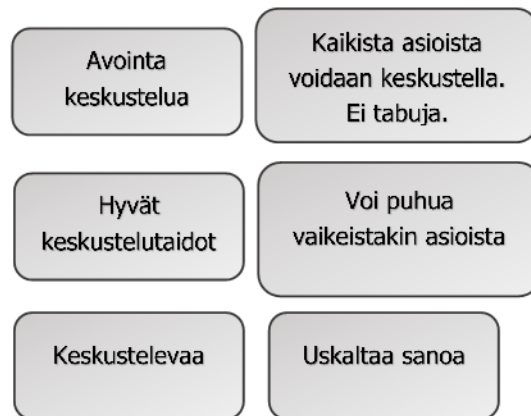 Avointa
keskustelua
Kaikista asioista
voidaan keskustella.
Ei tabuja.
Hyvät
keskustelutaidot
Voi puhua
vaikeistakin asioista
Keskustelevaa
Uskaltaa sanoa